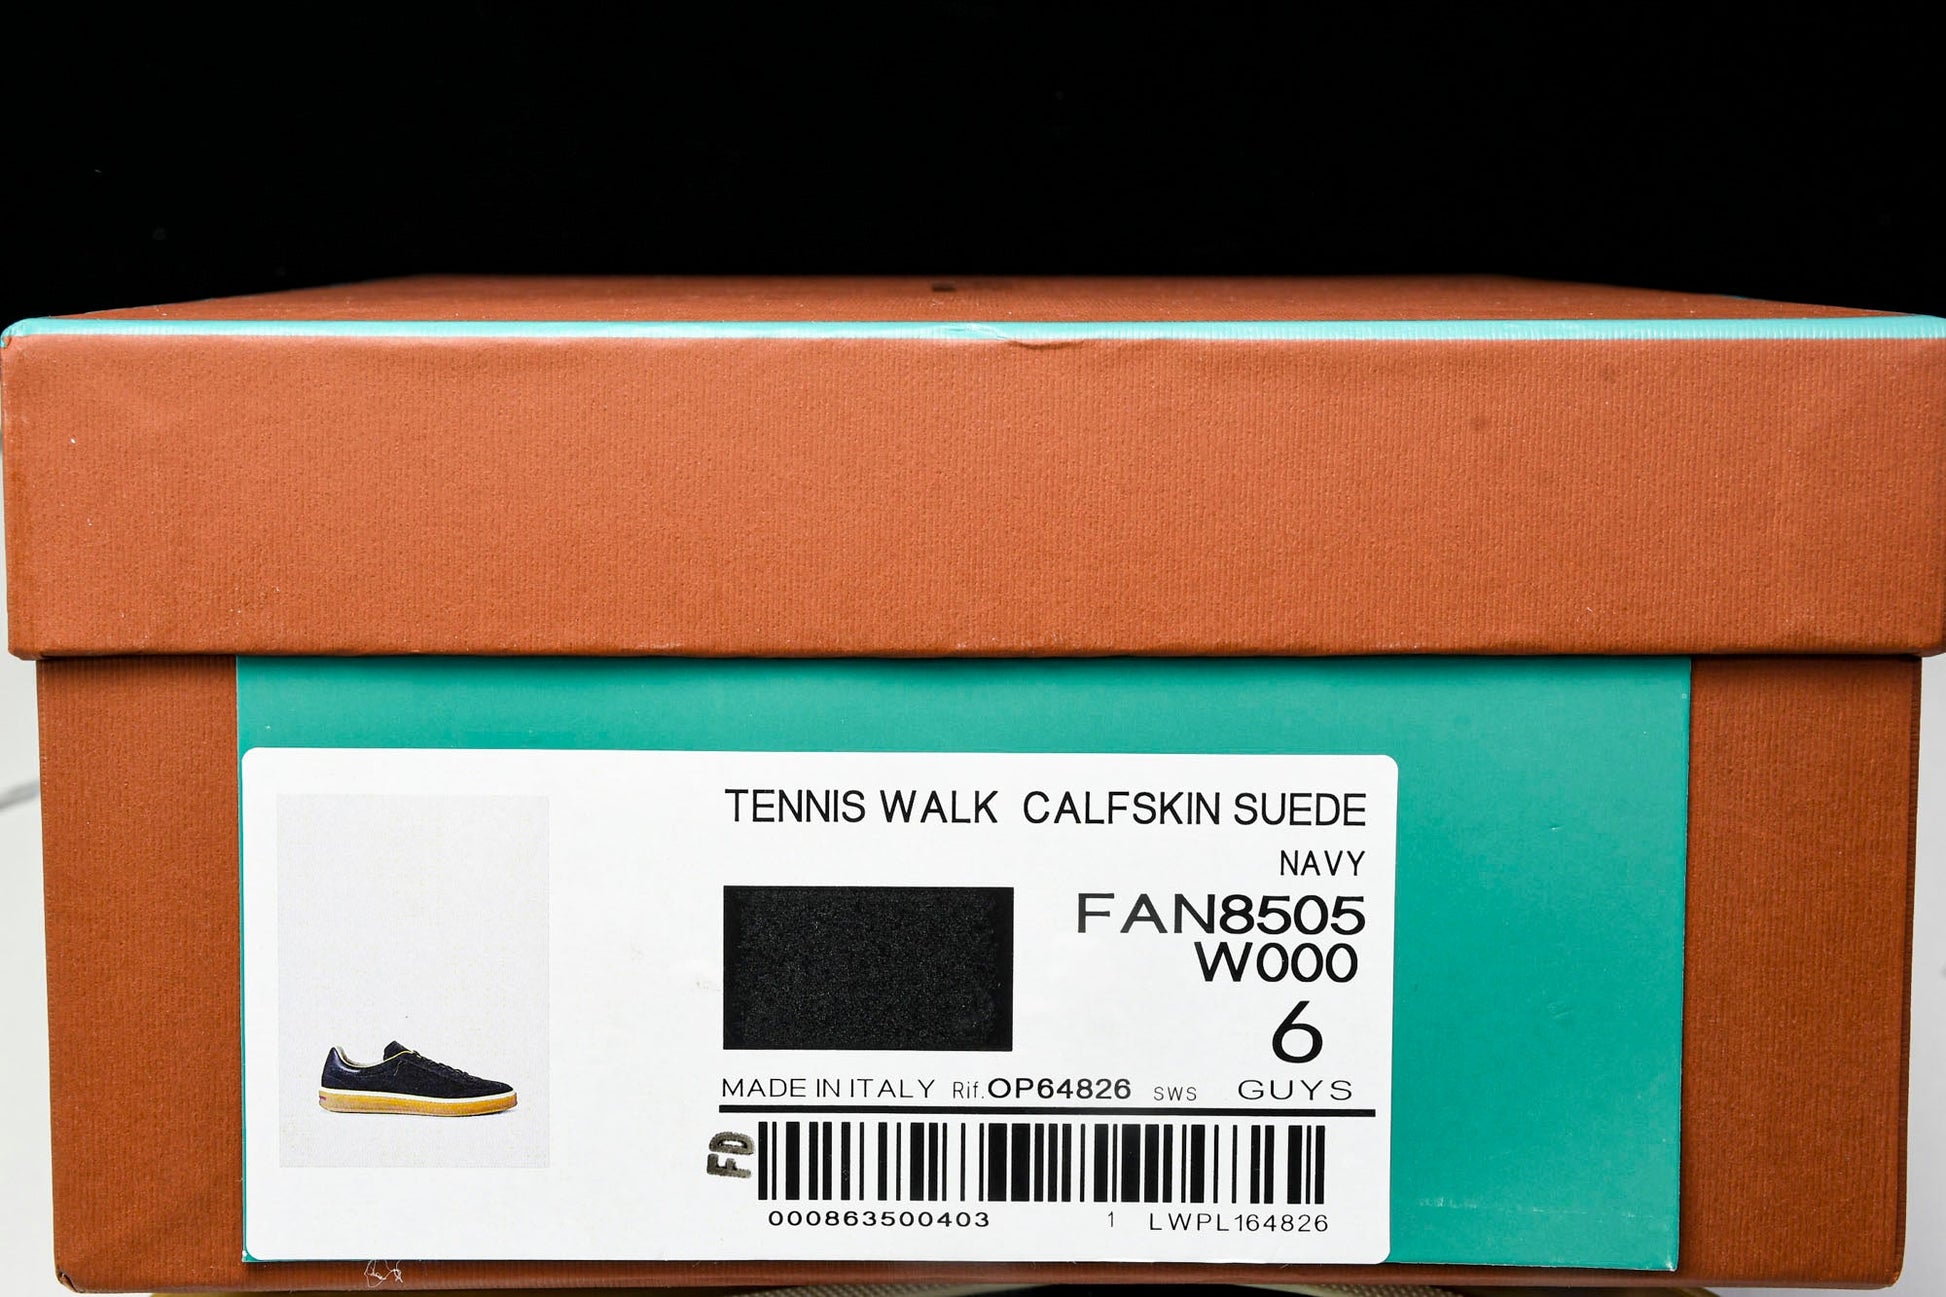 TENNIS WALK CALFSKIN SUEDE
NAVY
FAN8505
W000
6
MADE IN ITALY Rif.OP64826 SWS GUYS
FD
000863500403 1 LWPL164826